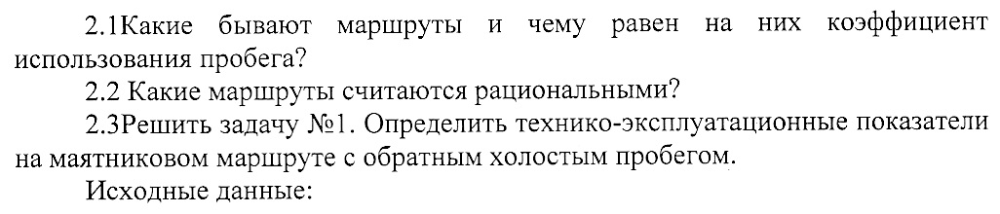 2.1Какие бывают маршруты и чему равен на них коэффициент
использования пробега?
2.2 Какие маршруты считаются рациональными?
2.3Решить задачу №1. Определить технико-эксплуатационные показатели
на маятниковом маршруте с обратным холостым пробегом.
Исходные данные: